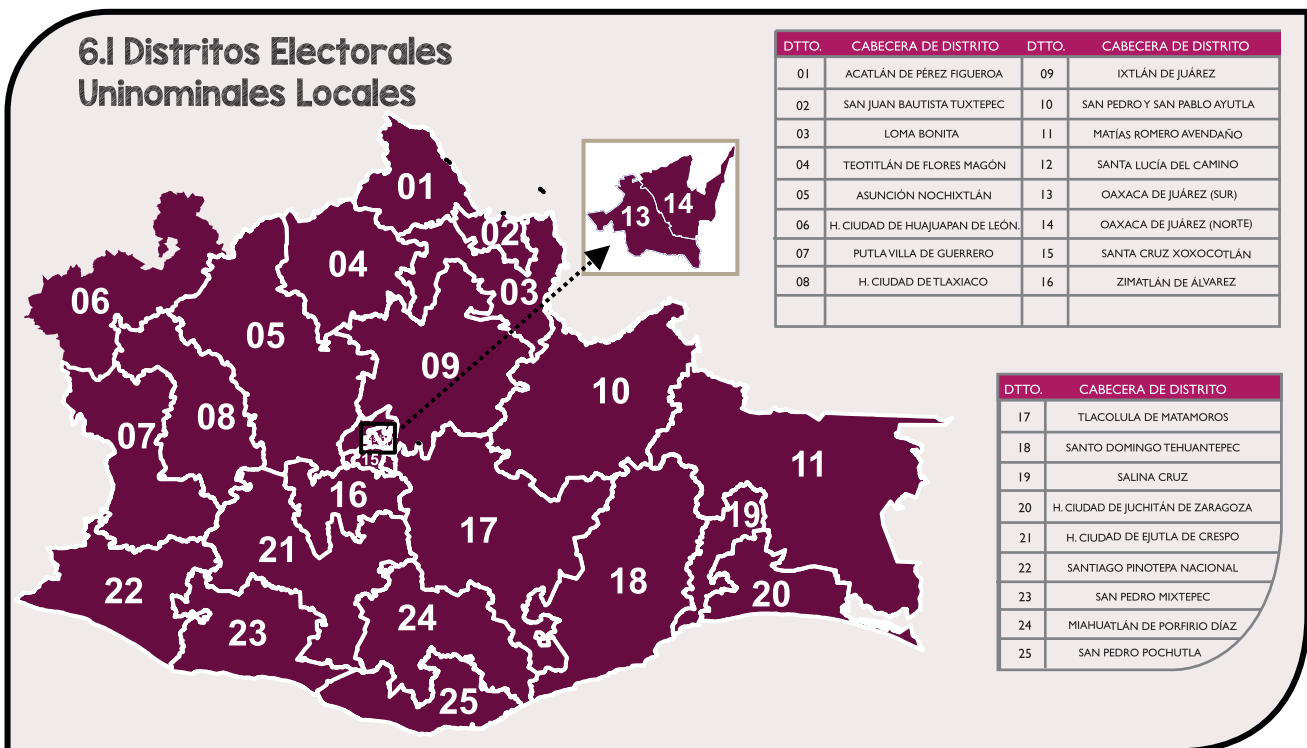 6.1 Distritos Electorales
Uninominales Locales
DTTO. CABECERA DE DISTRITO DTTO. CABECERA DE DISTRITO
01 ACATLÁN DE PÉREZ FIGUEROA 09 IXTLÁN DE JUÁREZ
02 SAN JUAN BAUTISTA TUXTEPEC 10 SAN PEDRO Y SAN PABLO AYUTLA
03 LOMA BONITA 11 MATÍAS ROMERO AVENDAÑO
04 TEOTITLÁN DE FLORES MAGÓN 12 SANTA LUCÍA DEL CAMINO
05 ASUNCIÓN NOCHIXTLÁN 13 OAXACA DE JUÁREZ (SUR)
06 H. CIUDAD DE HUAJUAPAN DE LEÓN. 14 OAXACA DE JUÁREZ (NORTE)
07 PUTLA VILLA DE GUERRERO 15 SANTA CRUZ XOXOCOTLÁN
08 H. CIUDAD DE TLAXIACO 16 ZIMATLÁN DE ÁLVAREZ
DTTO. CABECERA DE DISTRITO
17 TLACOLULA DE MATAMOROS
18 SANTO DOMINGO TEHUANTEPEC
19 SALINA CRUZ
20 H. CIUDAD DE JUCHITÁN DE ZARAGOZA
21 H. CIUDAD DE EJUTLA DE CRESPO
22 SANTIAGO PINOTEPA NACIONAL
23 SAN PEDRO MIXTEPEC
24 MIAHUATLÁN DE PORFIRIO DÍAZ
25 SAN PEDRO POCHUTLA
01
13 14
02
04
03
06
05
09
10
08
07
11
15
16
19
17
21
18
22
20
24
23
25